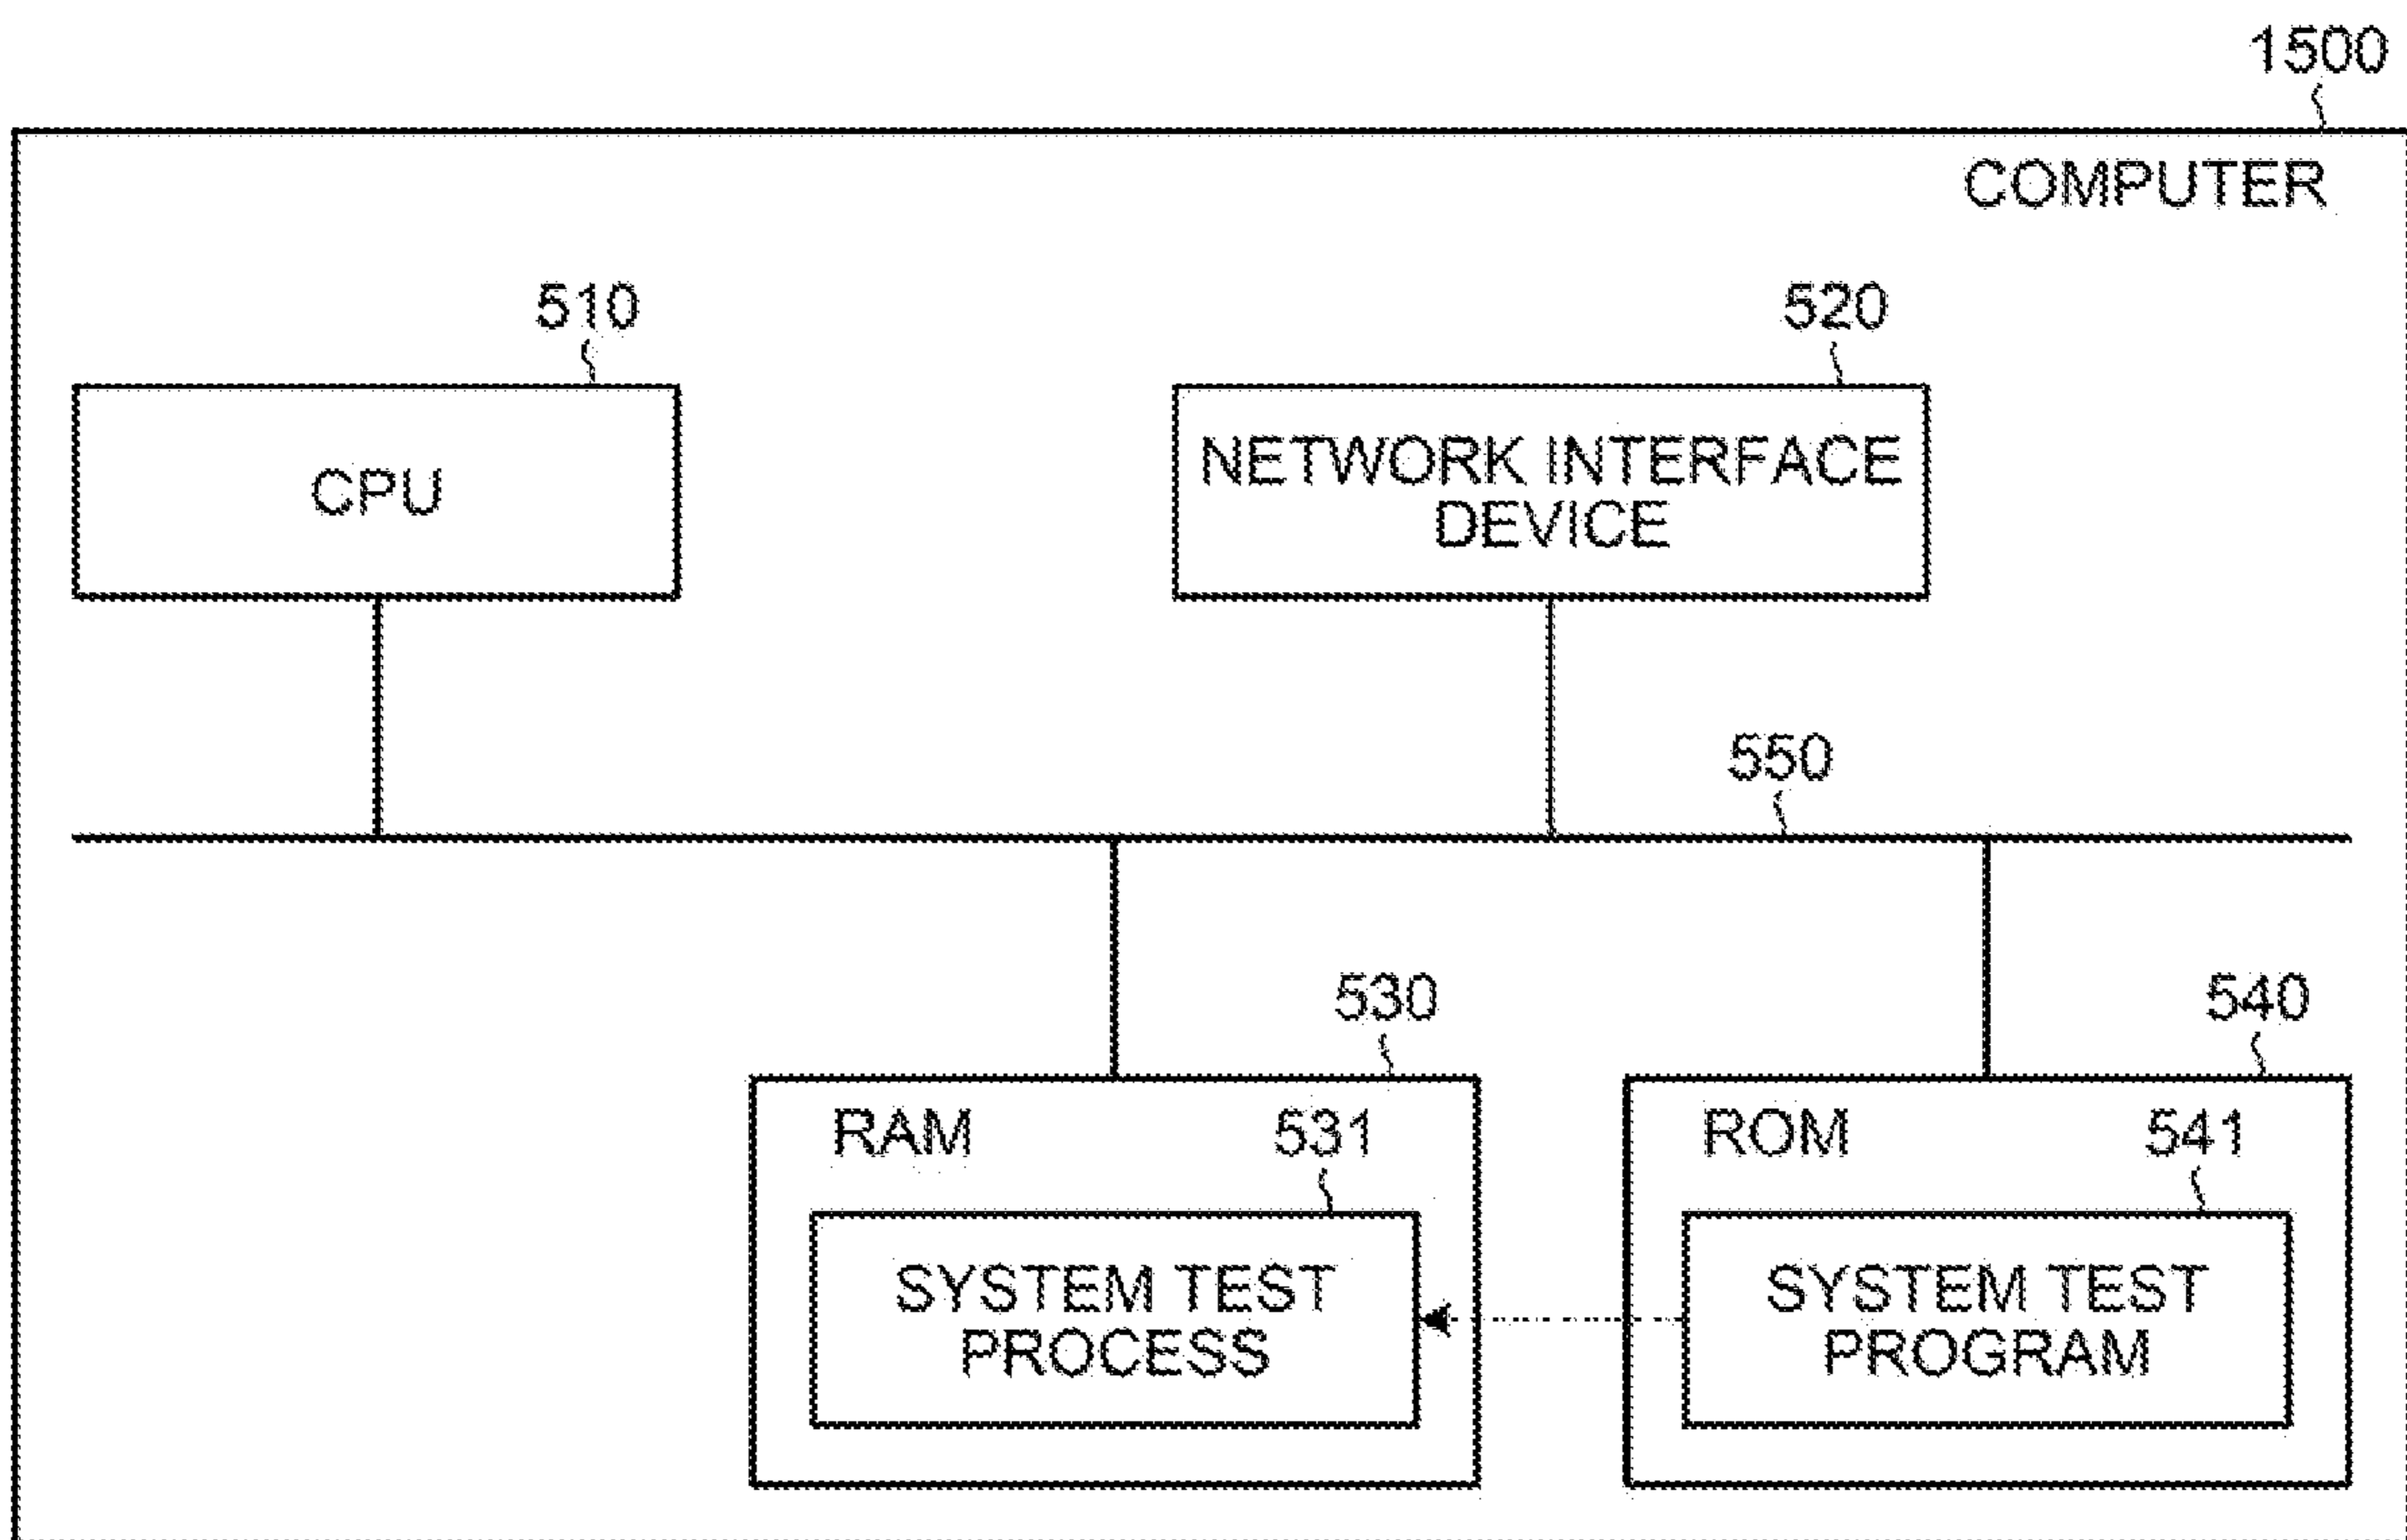 1500
COMPUTER
510
520
CPU
NETWORK INTERFACE
DEVICE
550
530
540
RAM
531
ROM
541
SYSTEM TEST
PROCESS
SYSTEM TEST
PROGRAM